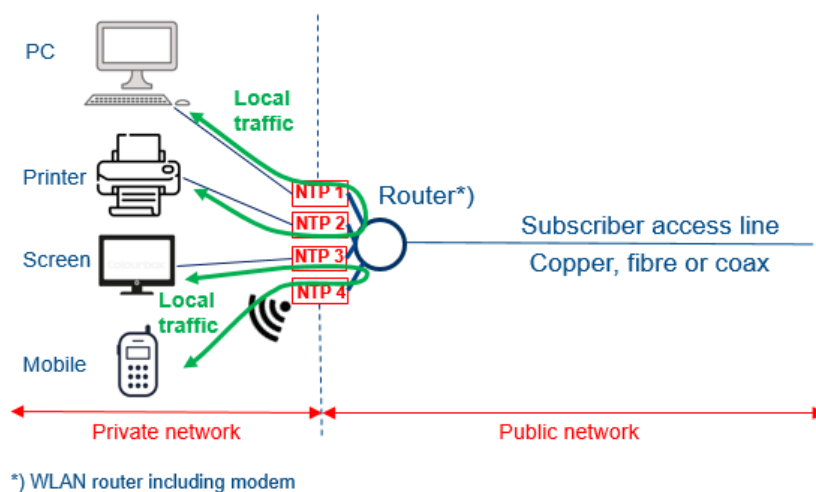 PC
Local
traffic
Printer
NTP 1
Router*)
NTP 2
Subscriber access line
Screen
NTP 3
Copper, fibre or coax
NTP 4
Local
traffic
Mobile
Private network
Public network
*) WLAN router including modem